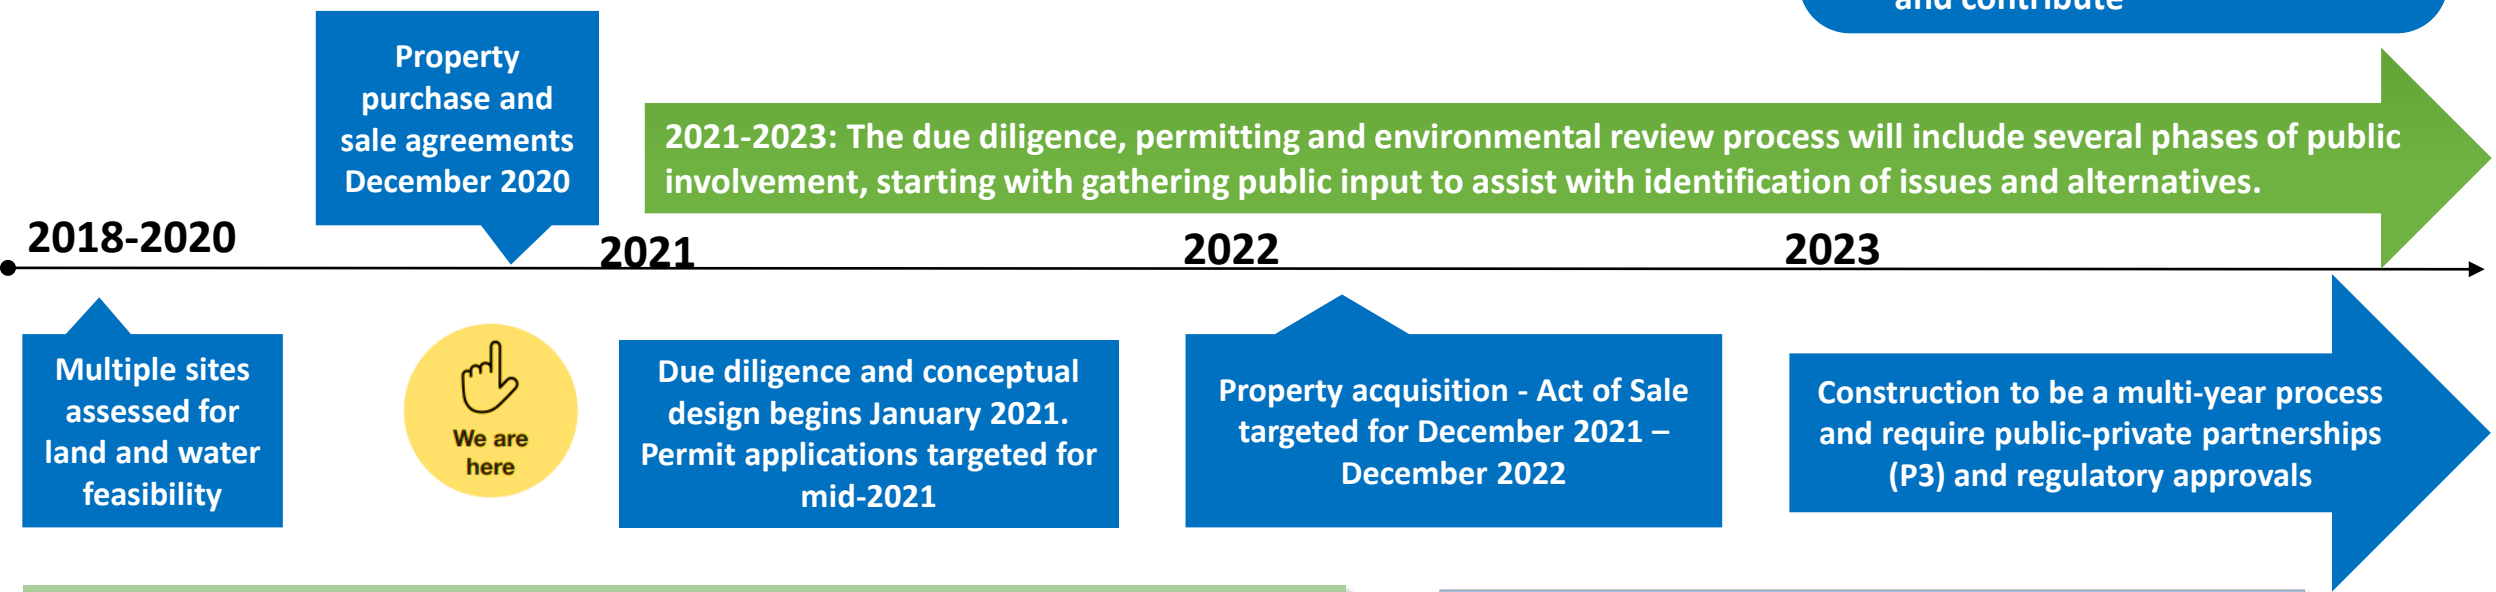 and contribute
Property
purchase and
sale agreements
December 2020
2021-2023: The due diligence, permitting and environmental review process will include several phases of public
involvement, starting with gathering public input to assist with identification of issues and alternatives.
2018-2020
2021
2022
2023
Multiple sites
assessed for
land and water
feasibility
We are
here
Due diligence and conceptual
design begins January 2021.
Permit applications targeted for
mid-2021
Property acquisition - Act of Sale
targeted for December 2021 –
December 2022
Construction to be a multi-year process
and require public-private partnerships
(P3) and regulatory approvals